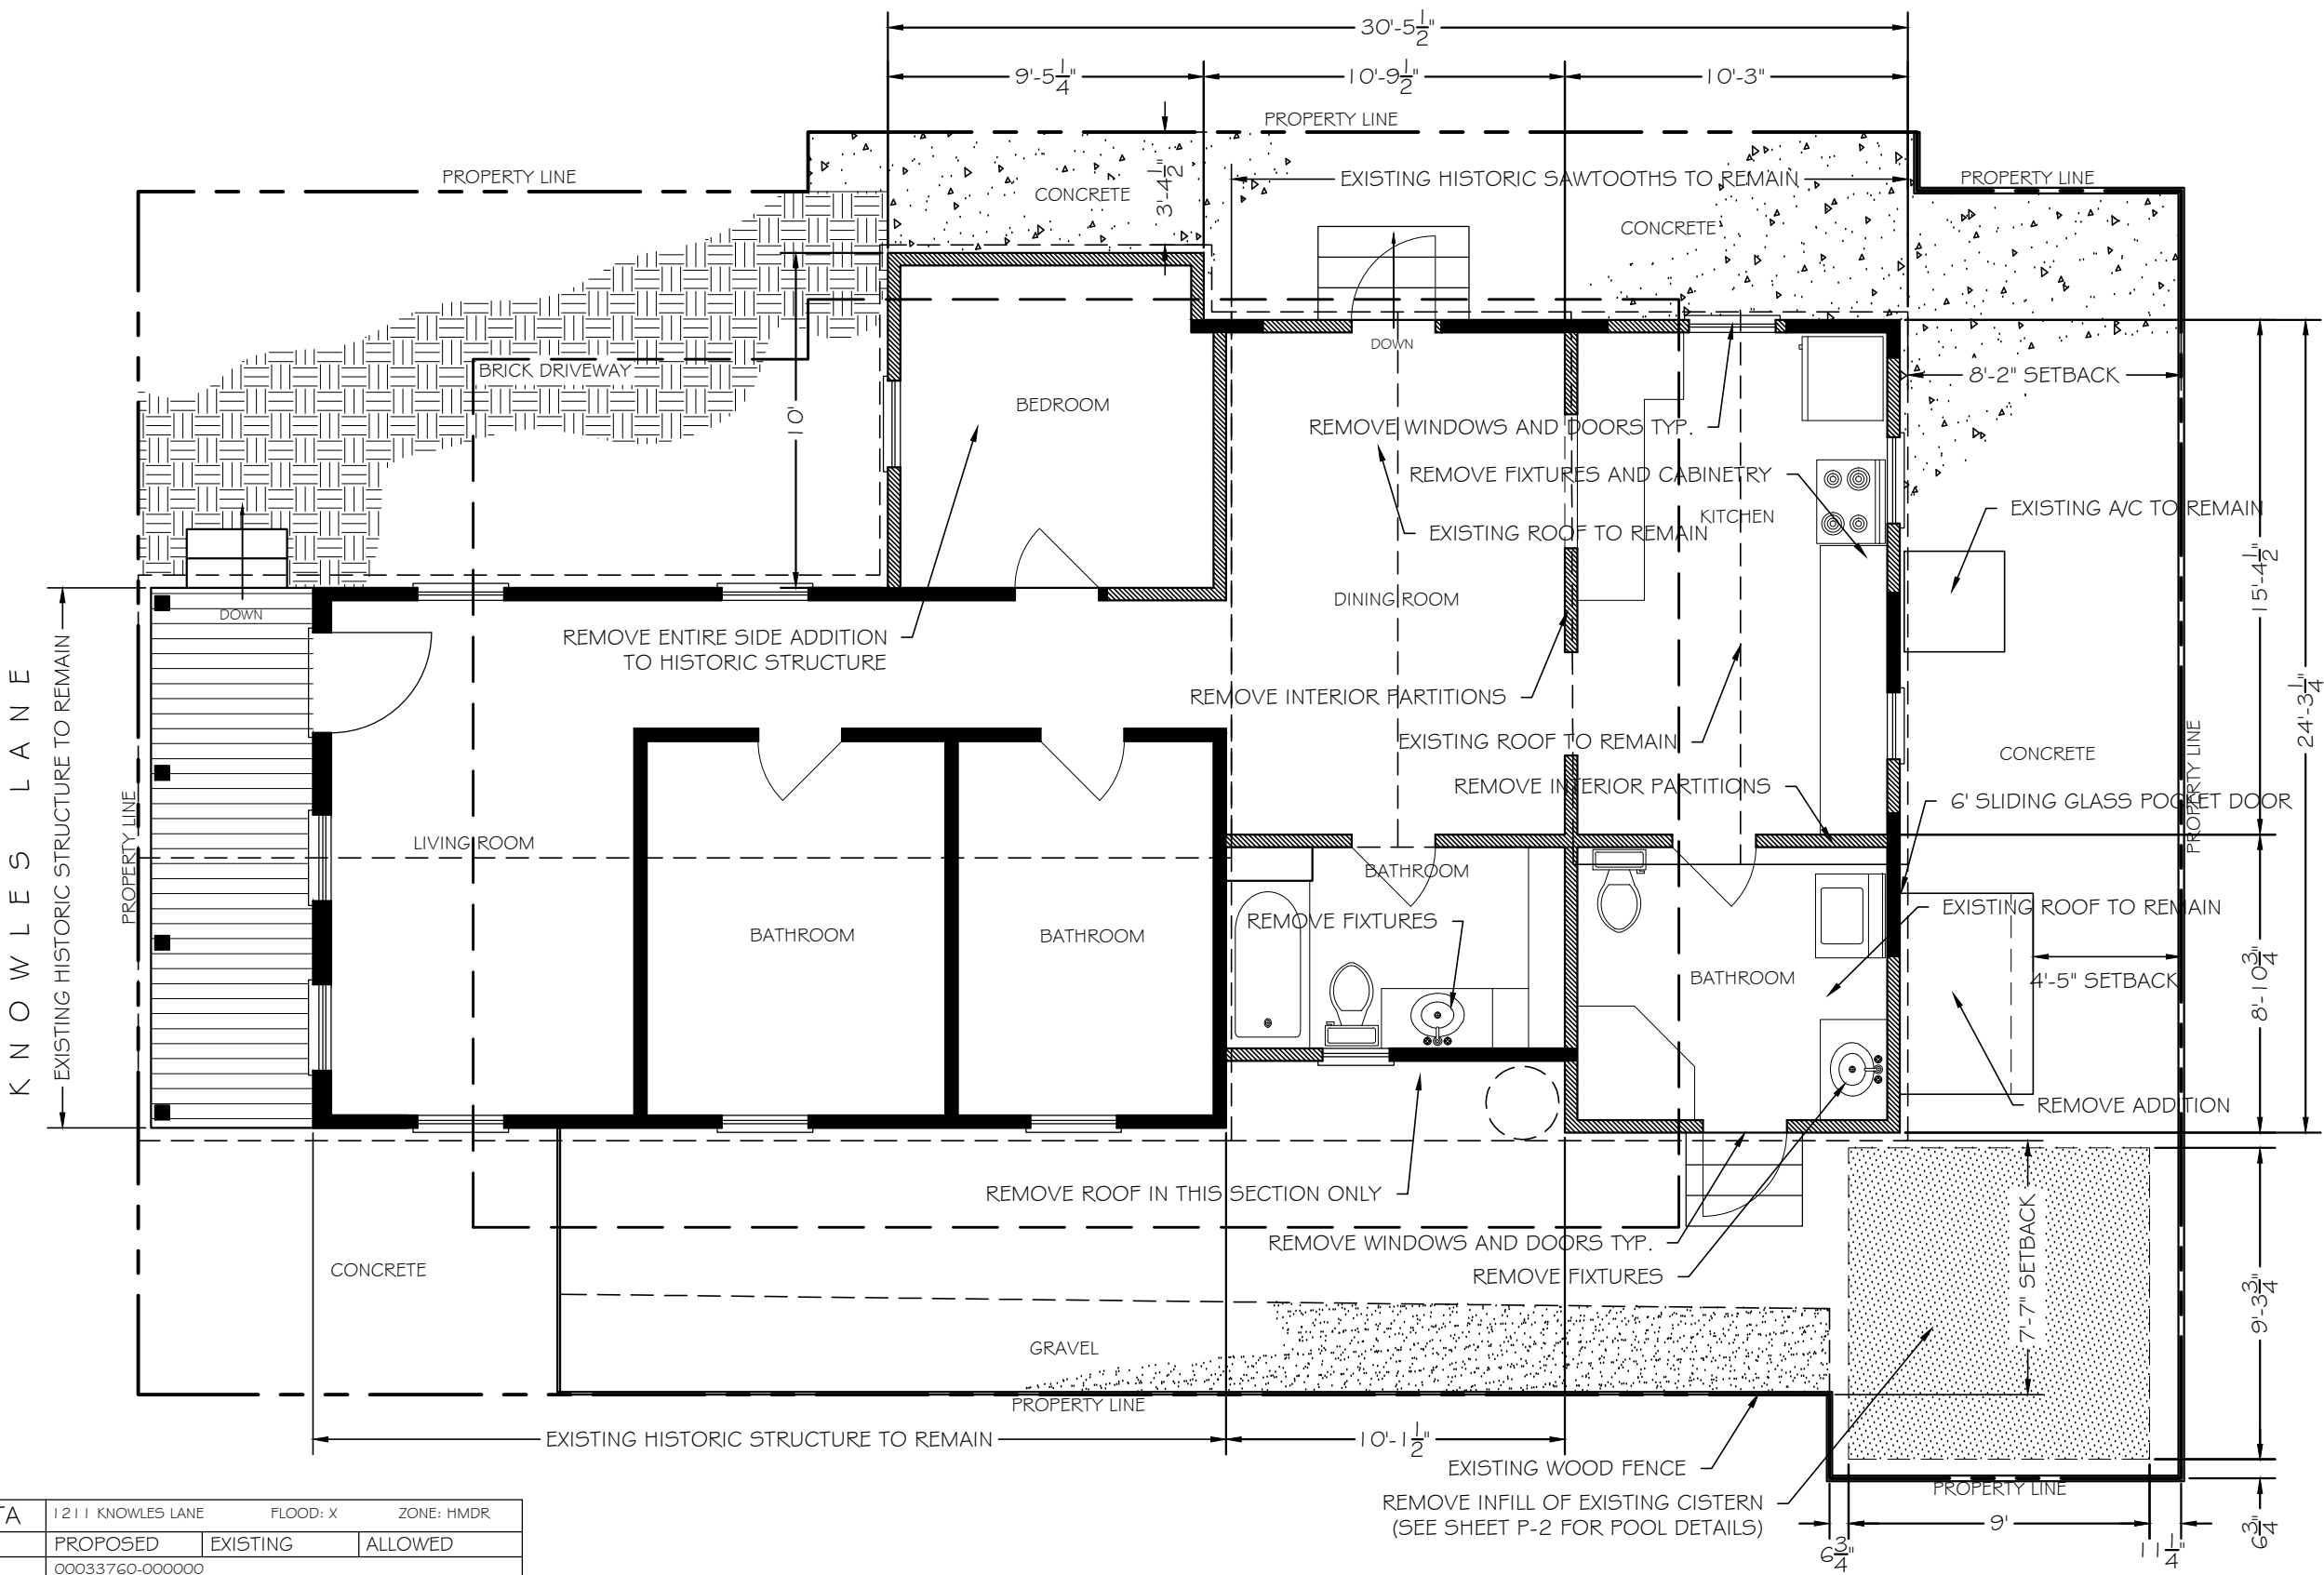 30'-5 1/2"
9'-5 1/4"
10'-9 1/2"
10'-3"
PROPERTY LINE
PROPERTY LINE
3'-4 1/2"
CONCRETE
EXISTING HISTORIC SAWTOOTHS TO REMAIN
PROPERTY LINE
CONCRETE
DOWN
BRICK DRIVEWAY
8'-2" SETBACK
10'
BEDROOM
REMOVE WINDOWS AND DOORS TYP.
REMOVE FIXTURES AND CABINETRY
EXISTING A/C TO REMAIN
KITCHEN
EXISTING ROOF TO REMAIN
15'-4 1/2"
DINING ROOM
DOWN
REMOVE ENTIRE SIDE ADDITION
TO HISTORIC STRUCTURE
KNOWLES LANE
EXISTING HISTORIC STRUCTURE TO REMAIN
REMOVE INTERIOR PARTITIONS
24'-3 1/4"
EXISTING ROOF TO REMAIN
CONCRETE
PROPERTY LINE
REMOVE INTERIOR PARTITIONS
6' SLIDING GLASS POCKET DOOR
PROPERTY LINE
LIVING ROOM
BATHROOM
EXISTING ROOF TO REMAIN
REMOVE FIXTURES
BATHROOM
BATHROOM
BATHROOM
4'-5" SETBACK
8'-10 3/4"
REMOVE ADDITION
REMOVE ROOF IN THIS SECTION ONLY
REMOVE WINDOWS AND DOORS TYP.
7'-7" SETBACK
9'-3 3/4"
CONCRETE
REMOVE FIXTURES
GRAVEL
PROPERTY LINE
EXISTING HISTORIC STRUCTURE TO REMAIN
10'-1 1/2"
EXISTING WOOD FENCE
PROPERTY LINE
REMOVE INFILL OF EXISTING CISTERN
(SEE SHEET P-2 FOR POOL DETAILS)
6 3/4"
9'
11 1/4"
6 3/4"
TA
1211 KNOWLES LANE FLOOD: X ZONE: HMDR
PROPOSED EXISTING ALLOWED
00033760-000000